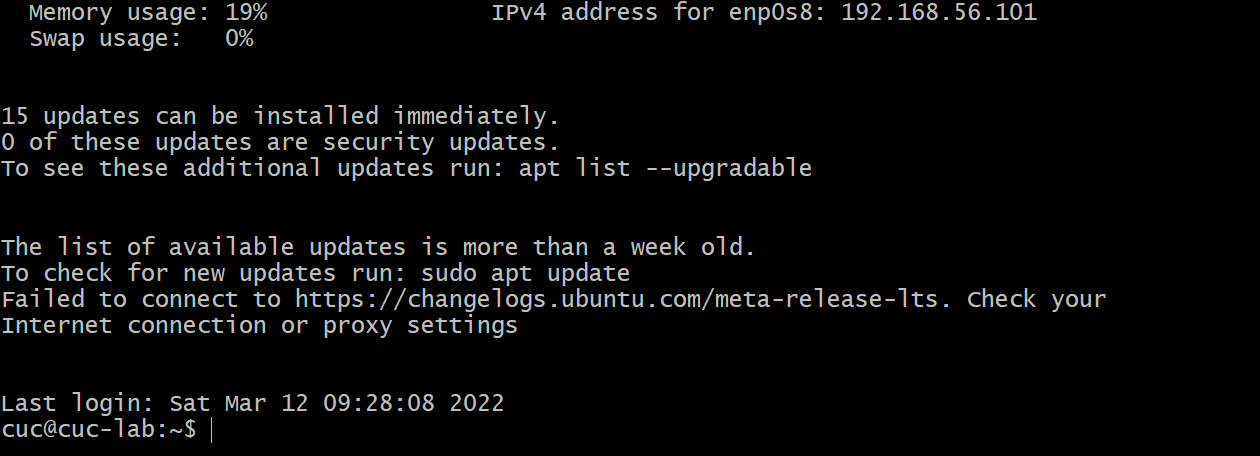 Memory usage: 19%                IPv4 address for enp0s8: 192.168.56.101
Swap usage:   0%
15 updates can be installed immediately.
0 of these updates are security updates.
To see these additional updates run: apt list --upgradable
The list of available updates is more than a week old.
To check for new updates run: sudo apt update
Failed to connect to https://changelogs.ubuntu.com/meta-release-lts. Check your
Internet connection or proxy settings
Last login: Sat Mar 12 09:28:08 2022
cuc@cuc-lab:~$